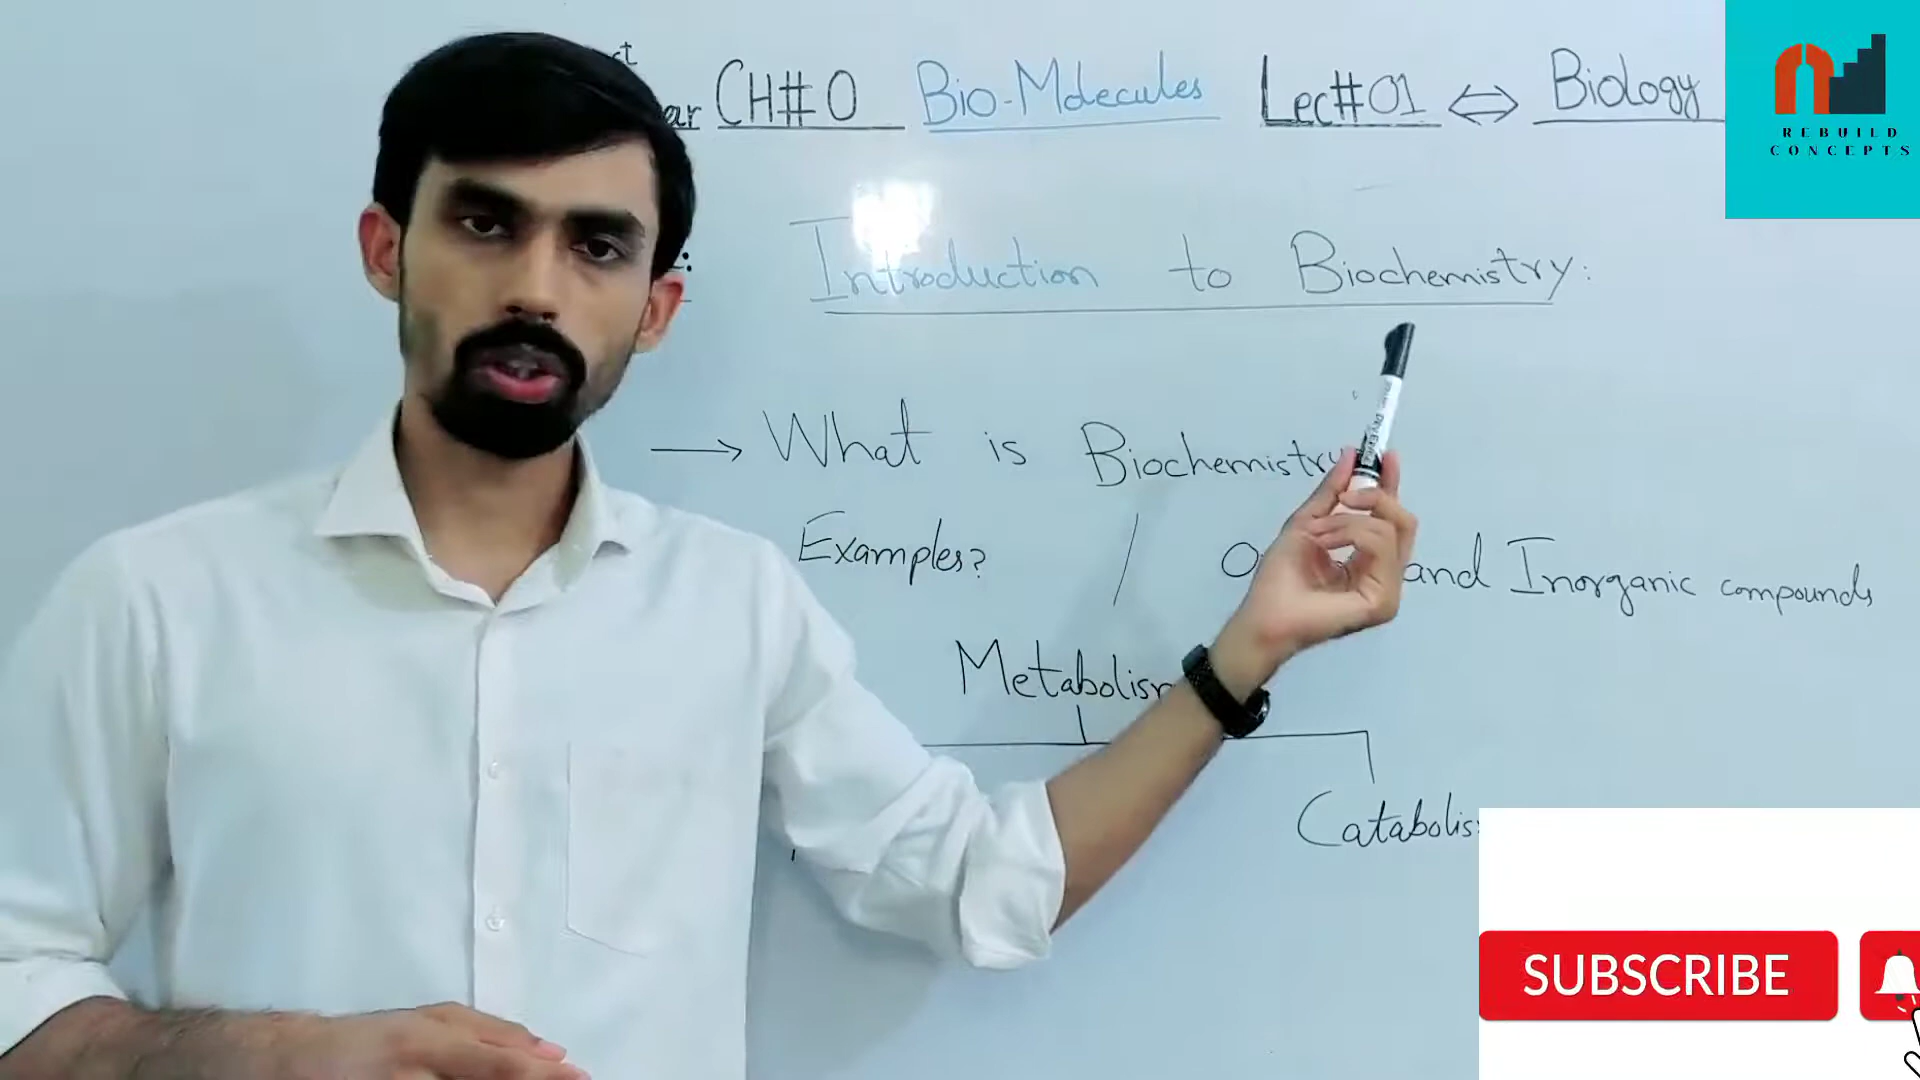 CH#0 Bio-Molecules Lec#01 ⇔ Biology
REBUILD
CONCEPTS
Introduction to Biochemistry:
→ What is Biochemistry
Examples? / and Inorganic compounds
Metabolism
Catabolism
SUBSCRIBE